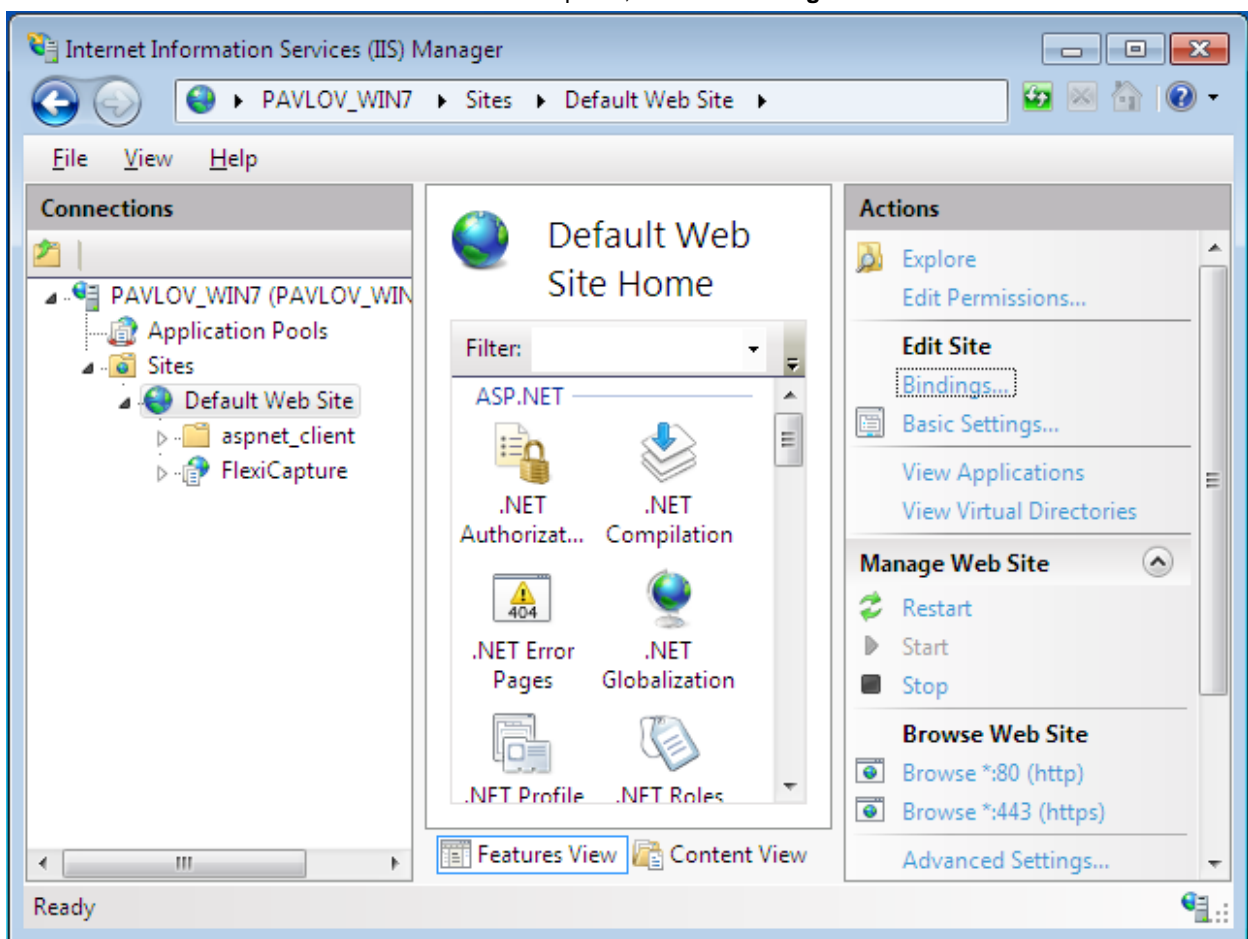 Internet Information Services (IIS) Manager
PAVLOV_WIN7 Sites Default Web Site
File View Help
Connections
PAVLOV_WIN7 (PAVLOV_WIN
Application Pools
Sites
Default Web Site
aspnet_client
FlexiCapture
Default Web
Site Home
Filter:
ASP.NET
.NET
Authorizat...
.NET
Compilation
404
.NET Error
Pages
.NET
Globalization
.NET Profile
.NET Roles
Features View
Content View
Actions
Explore
Edit Permissions...
Edit Site
Bindings...
Basic Settings...
View Applications
View Virtual Directories
Manage Web Site
Restart
Start
Stop
Browse Web Site
Browse *:80 (http)
Browse *:443 (https)
Advanced Settings...
Ready